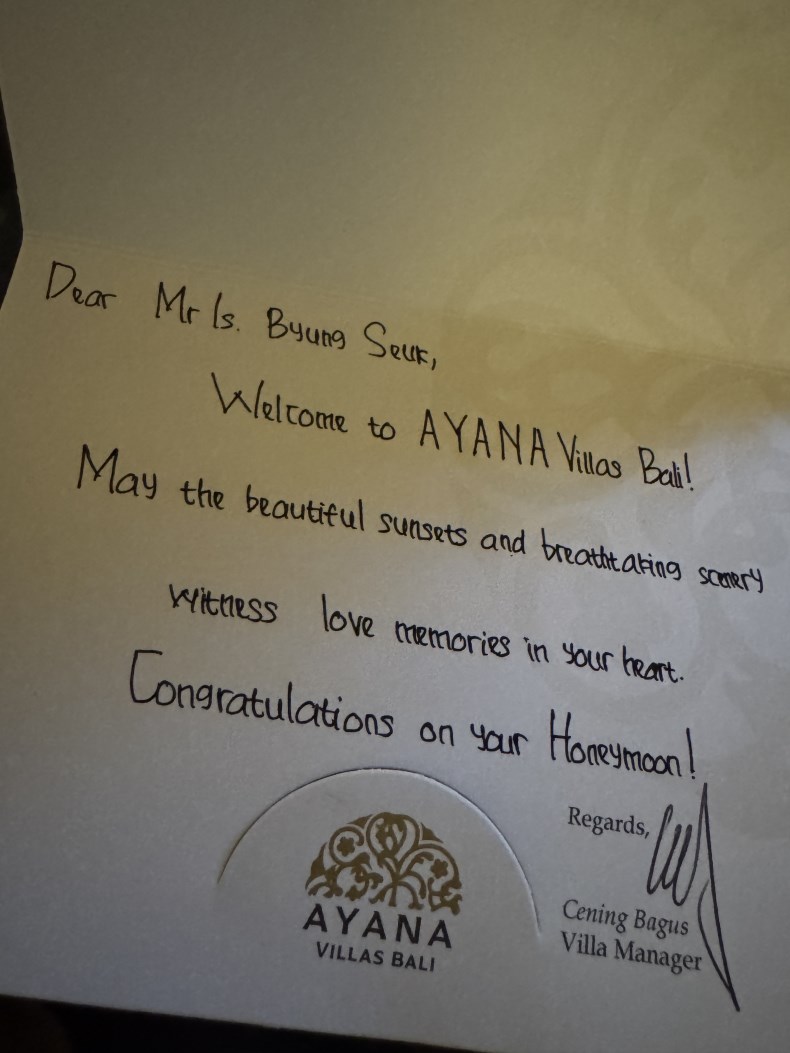 Dear Mr/s. Byung Seuk,
Welcome to AYANA Villas Bali!
May the beautiful sunsets and breathtaking scenery
witness love memories in your heart.
Congratulations on your Honeymoon!
Regards,
Cening Bagus
Villa Manager
AYANA
VILLAS BALI